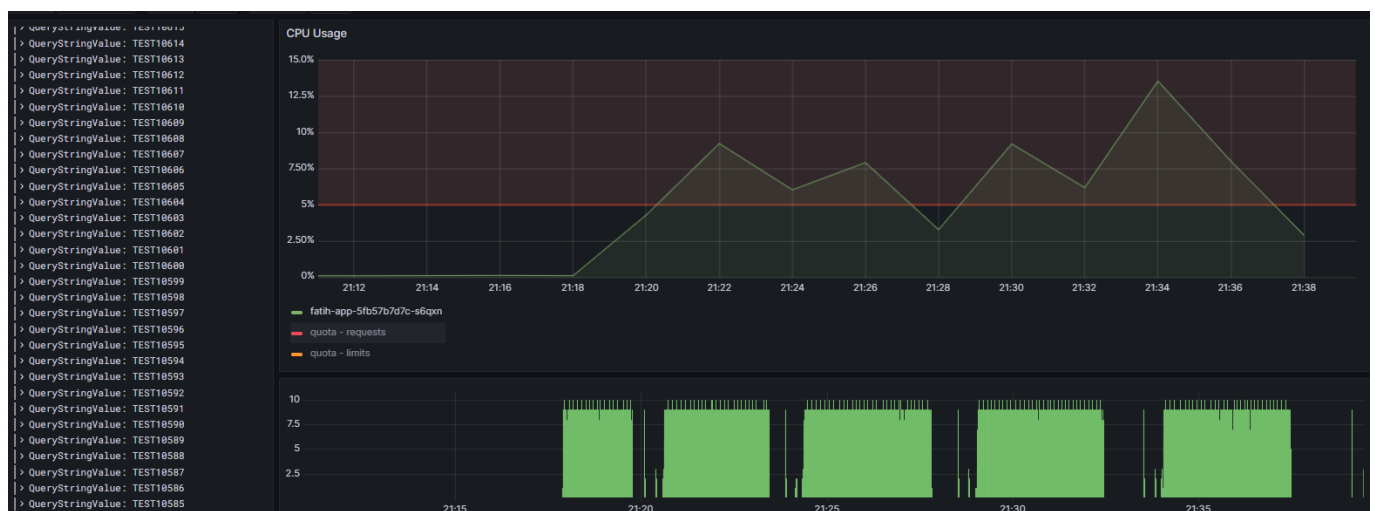 > QueryStringValue: TEST10615
> QueryStringValue: TEST10614
> QueryStringValue: TEST10613
> QueryStringValue: TEST10612
> QueryStringValue: TEST10611
> QueryStringValue: TEST10610
> QueryStringValue: TEST10609
> QueryStringValue: TEST10608
> QueryStringValue: TEST10607
> QueryStringValue: TEST10606
> QueryStringValue: TEST10605
> QueryStringValue: TEST10604
> QueryStringValue: TEST10603
> QueryStringValue: TEST10602
> QueryStringValue: TEST10601
> QueryStringValue: TEST10600
> QueryStringValue: TEST10599
> QueryStringValue: TEST10598
> QueryStringValue: TEST10597
> QueryStringValue: TEST10596
> QueryStringValue: TEST10595
> QueryStringValue: TEST10594
> QueryStringValue: TEST10593
> QueryStringValue: TEST10592
> QueryStringValue: TEST10591
> QueryStringValue: TEST10590
> QueryStringValue: TEST10589
> QueryStringValue: TEST10588
> QueryStringValue: TEST10587
> QueryStringValue: TEST10586
> QueryStringValue: TEST10585
CPU Usage
15.0%
12.5%
10%
7.50%
5%
2.50%
0%
21:12 21:14 21:16 21:18 21:20 21:22 21:24 21:26 21:28 21:30 21:32 21:34 21:36 21:38
fatih-app-5fb57b7d7c-s6qxn
quota - requests
quota - limits
10
7.5
5
2.5
21:15 21:20 21:25 21:30 21:35